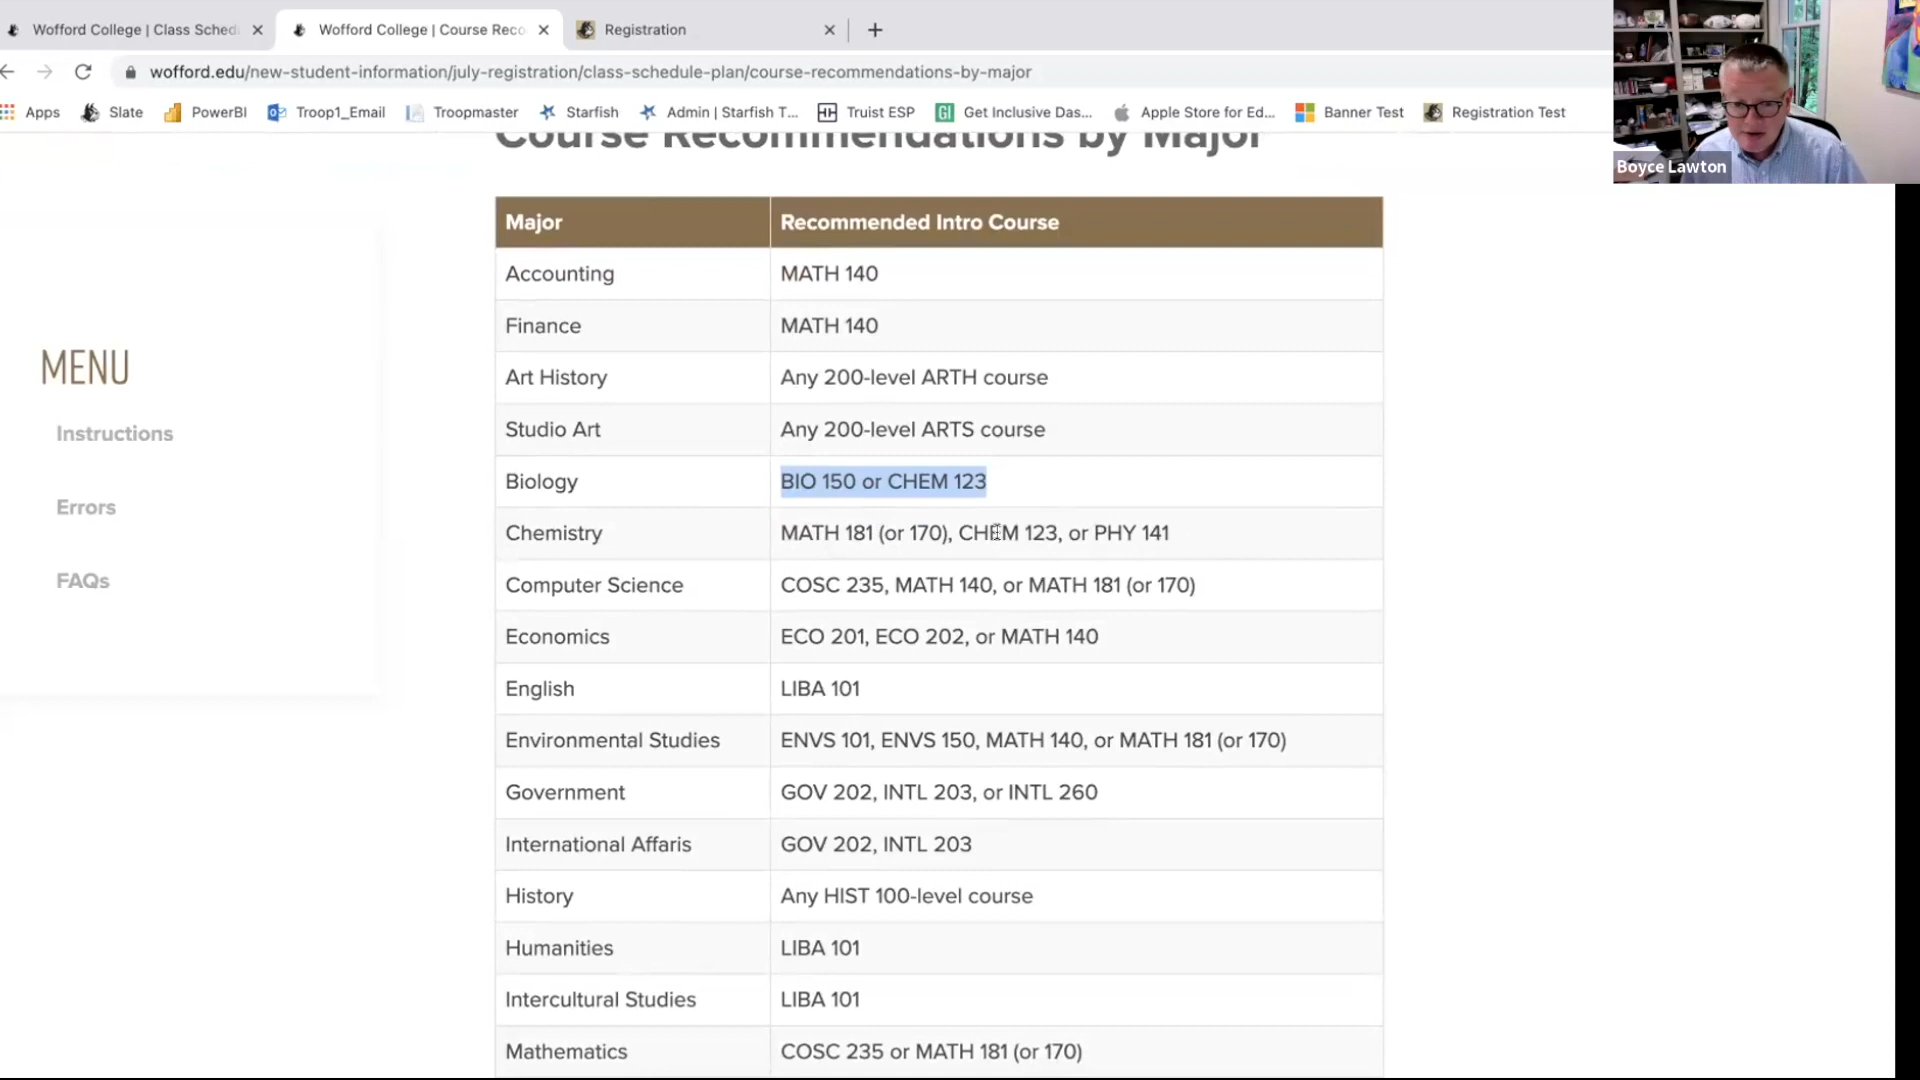 Wofford College | Class Sched
Wofford College | Course Reco
Registration
wofford.edu/new-student-information/july-registration/class-schedule-plan/course-recommendations-by-major
Apps Slate PowerBI Troop1_Email Troopmaster Starfish Admin | Starfish T... Truist ESP Get Inclusive Das... Apple Store for Ed... Banner Test Registration Test
Boyce Lawton
Course Recommendations by Major
MENU
Instructions
Errors
FAQs
Major Recommended Intro Course
Accounting MATH 140
Finance MATH 140
Art History Any 200-level ARTH course
Studio Art Any 200-level ARTS course
Biology BIO 150 or CHEM 123
Chemistry MATH 181 (or 170), CHEM 123, or PHY 141
Computer Science COSC 235, MATH 140, or MATH 181 (or 170)
Economics ECO 201, ECO 202, or MATH 140
English LIBA 101
Environmental Studies ENVS 101, ENVS 150, MATH 140, or MATH 181 (or 170)
Government GOV 202, INTL 203, or INTL 260
International Affaris GOV 202, INTL 203
History Any HIST 100-level course
Humanities LIBA 101
Intercultural Studies LIBA 101
Mathematics COSC 235 or MATH 181 (or 170)